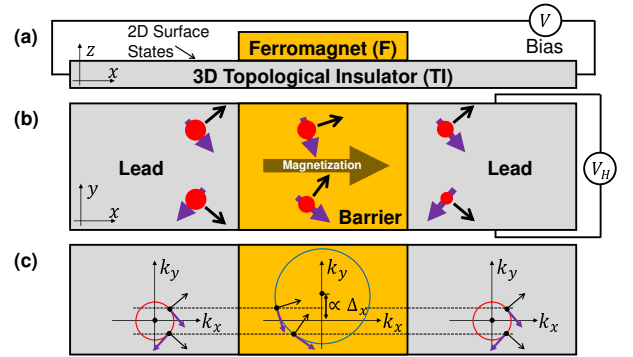 (a)
z
x
2D Surface
States
Ferromagnet (F)
3D Topological Insulator (TI)
V
Bias
(b)
Lead
y
x
Magnetization
Barrier
Lead
V_H
(c)
k_y
k_x
k_y
∝ Δ_x
k_x
k_y
k_x